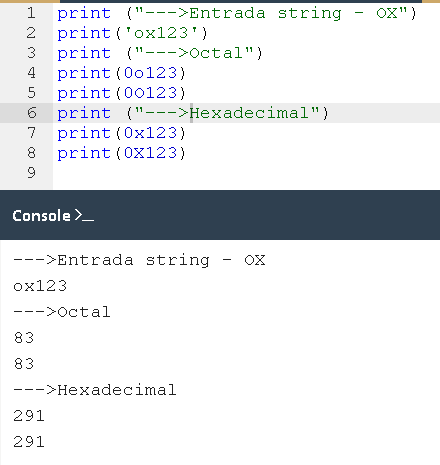 1 print ("--->Entrada string - OX")
2 print('ox123')
3 print ("--->Octal")
4 print(0o123)
5 print(0O123)
6 print ("--->Hexadecimal")
7 print(0x123)
8 print(0X123)
9
Console >_
--->Entrada string - OX
ox123
--->Octal
83
83
--->Hexadecimal
291
291